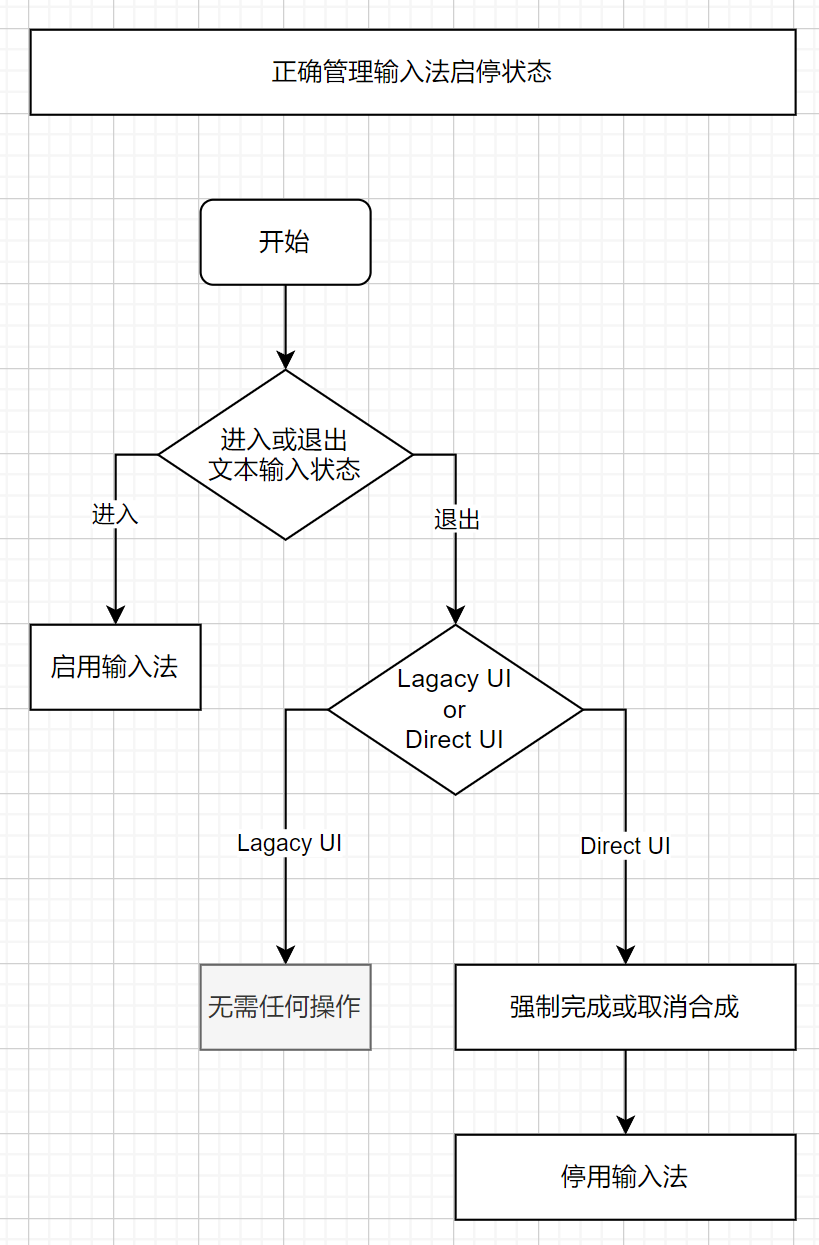 正确管理输入法启停状态
开始
进入或退出
文本输入状态
进入
退出
启用输入法
Lagacy UI
or
Direct UI
Lagacy UI
Direct UI
无需任何操作
强制完成或取消合成
停用输入法